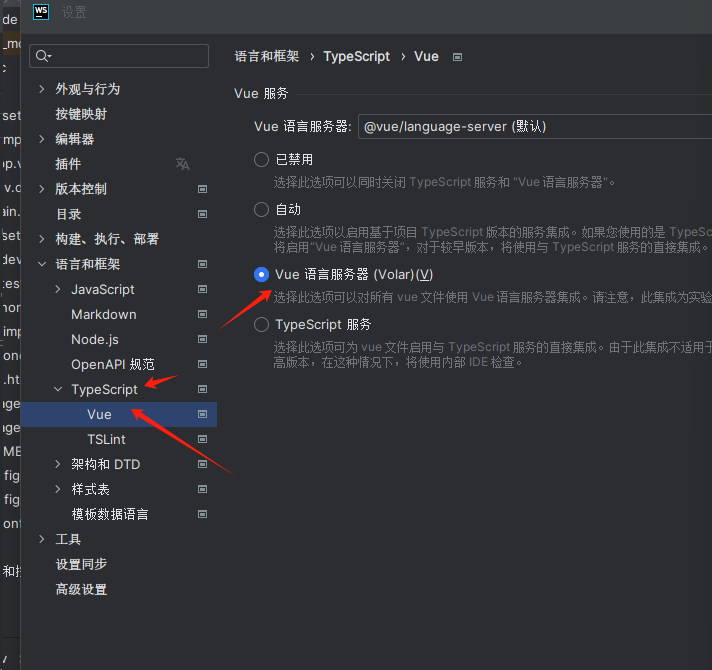 WS 设置
语言和框架 › TypeScript › Vue
Vue 服务
Vue 语言服务器: @vue/language-server (默认)
已禁用
选择此选项可以同时关闭 TypeScript 服务和 "Vue 语言服务器"。
自动
选择此选项以启用基于项目 TypeScript 版本的服务集成。如果您使用的是 TypeSc
将启用"Vue 语言服务器"，对于较早版本，将使用与 TypeScript 服务的直接集成。
Vue 语言服务器 (Volar)(V)
选择此选项可以对所有 vue 文件使用 Vue 语言服务器集成。请注意，此集成为实验
TypeScript 服务
选择此选项可为 vue 文件启用与 TypeScript 服务的直接集成。由于此集成不适用于
高版本，在这种情况下，将使用内部 IDE 检查。
外观与行为
按键映射
编辑器
插件
版本控制
目录
构建、执行、部署
语言和框架
JavaScript
Markdown
Node.js
OpenAPI 规范
TypeScript
Vue
TSLint
架构和 DTD
样式表
模板数据语言
工具
设置同步
高级设置